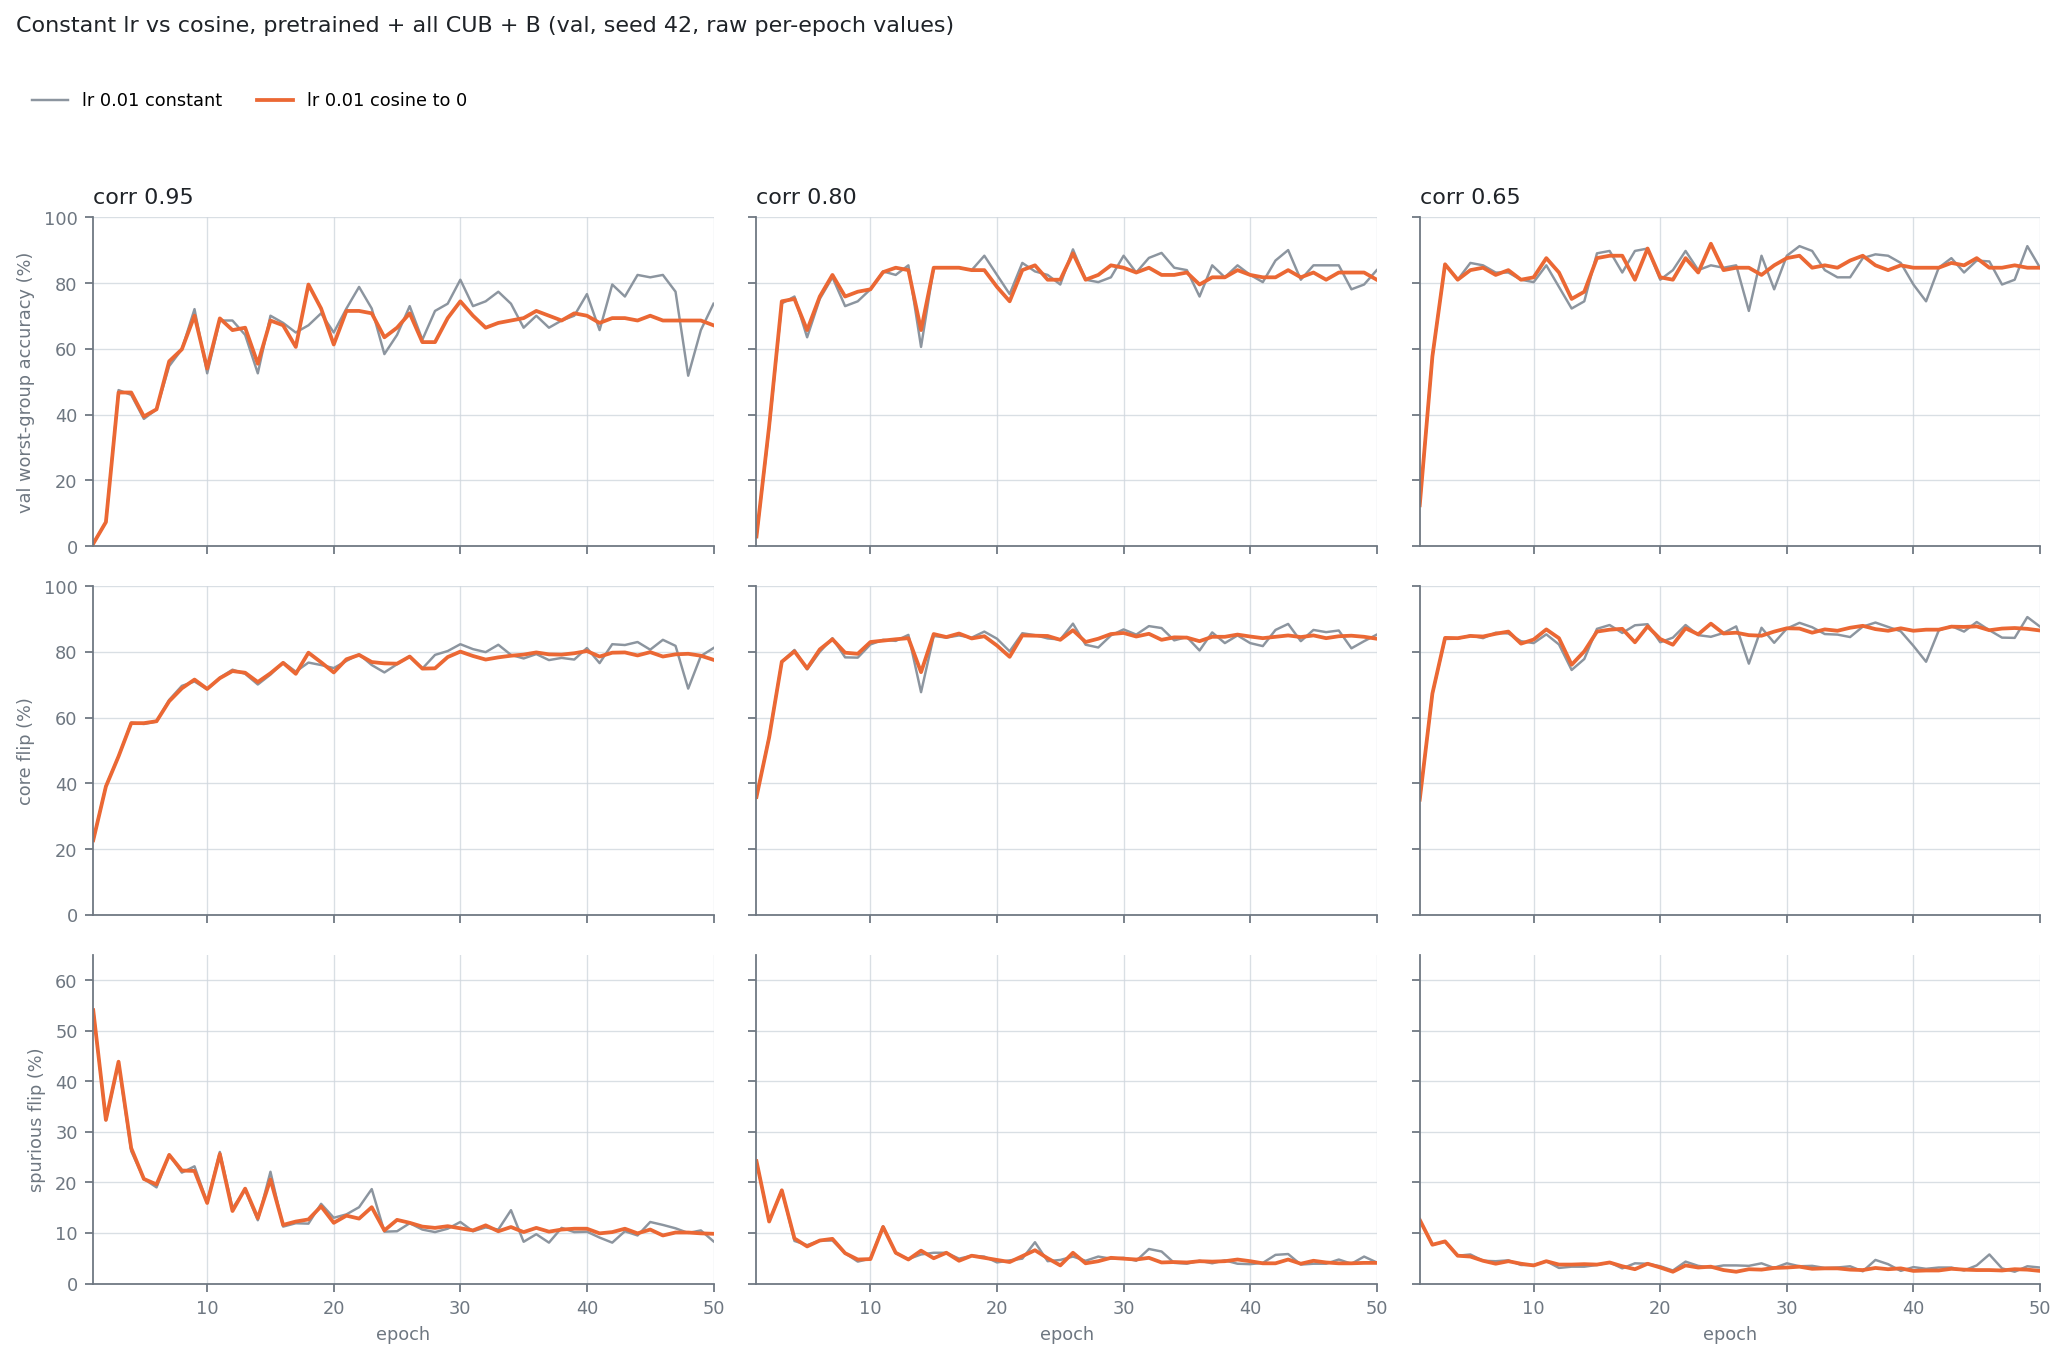 Constant lr vs cosine, pretrained + all CUB + B (val, seed 42, raw per-epoch values)
lr 0.01 constant
lr 0.01 cosine to 0
corr 0.95
corr 0.80
corr 0.65
val worst-group accuracy (%)
100
80
60
40
20
0
core flip (%)
100
80
60
40
20
0
spurious flip (%)
60
50
40
30
20
10
0
10 20 30 40 50
10 20 30 40 50
10 20 30 40 50
epoch
epoch
epoch